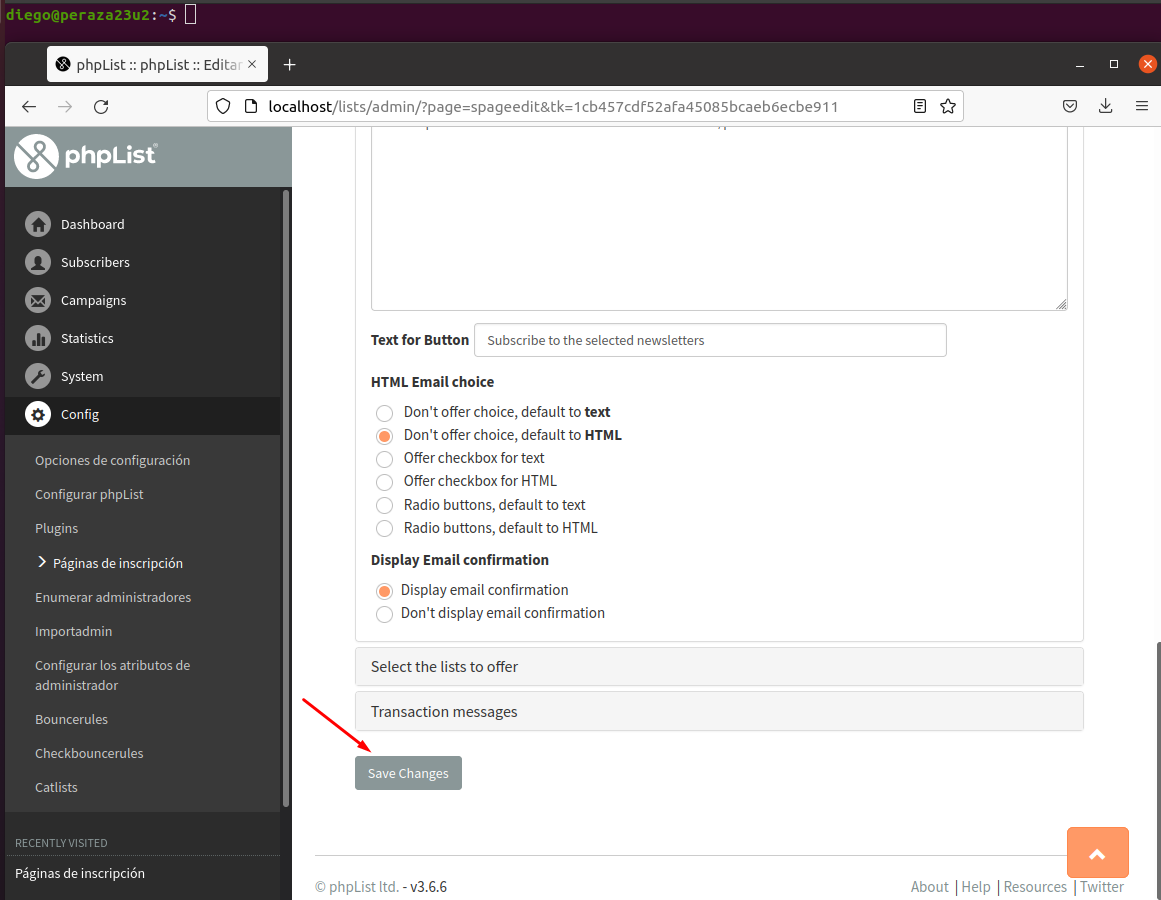 diego@peraza23u2:~$
phpList :: phpList :: Editar
localhost/lists/admin/?page=spageedit&tk=1cb457cdf52afa45085bcaeb6ecbe911
phpList
Dashboard
Subscribers
Campaigns
Statistics
System
Config
Opciones de configuración
Configurar phpList
Plugins
Páginas de inscripción
Enumerar administradores
Importadmin
Configurar los atributos de
administrador
Bouncerules
Checkbouncerules
Catlists
RECENTLY VISITED
Páginas de inscripción
Text for Button Subscribe to the selected newsletters
HTML Email choice
Don't offer choice, default to text
Don't offer choice, default to HTML
Offer checkbox for text
Offer checkbox for HTML
Radio buttons, default to text
Radio buttons, default to HTML
Display Email confirmation
Display email confirmation
Don't display email confirmation
Select the lists to offer
Transaction messages
Save Changes
© phpList ltd. - v3.6.6
About | Help | Resources | Twitter